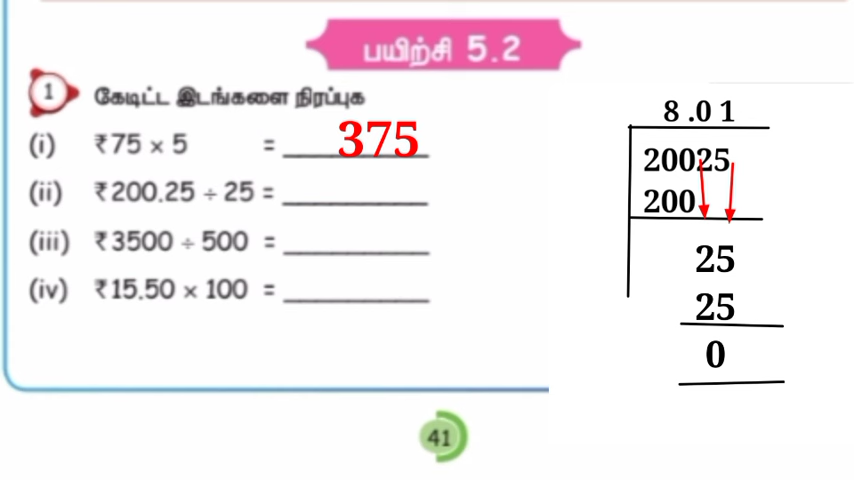 பயிற்சி 5.2
1 கோடிட்ட இடங்களை நிரப்புக
(i) ₹75 × 5 = 375
(ii) ₹200.25 ÷ 25 = 
(iii) ₹3500 ÷ 500 = 
(iv) ₹15.50 × 100 = 
41
8 .0 1
20025
200
25
25
0